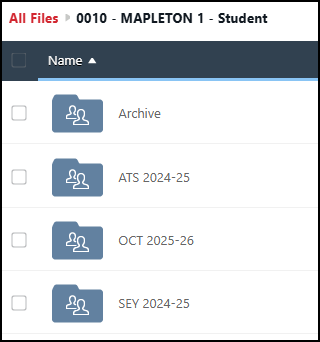 All Files 0010 - MAPLETON 1 - Student
Name
Archive
ATS 2024-25
OCT 2025-26
SEY 2024-25